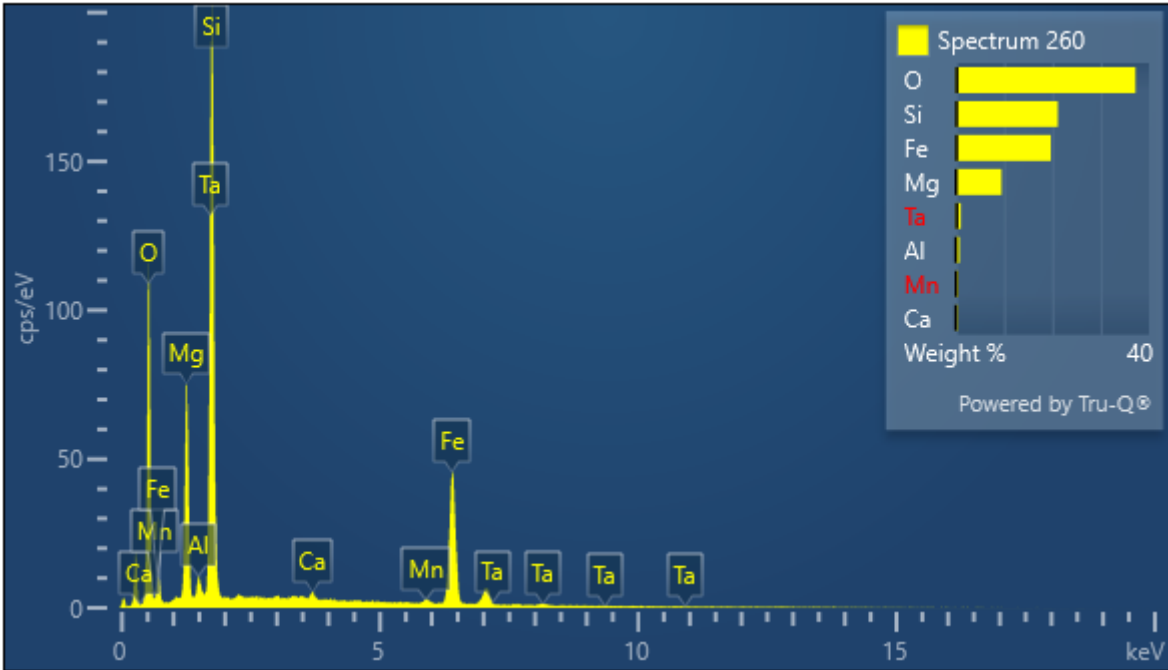 Si
Ta
O
Mg
Fe
Fe
Mn
Al
Ca
Ca
Mn
Ta
Ta
Ta
Ta
cps/eV
150
100
50
0
0
5
10
15
keV
Spectrum 260
O
Si
Fe
Mg
Ta
Al
Mn
Ca
Weight %
40
Powered by Tru-Q®